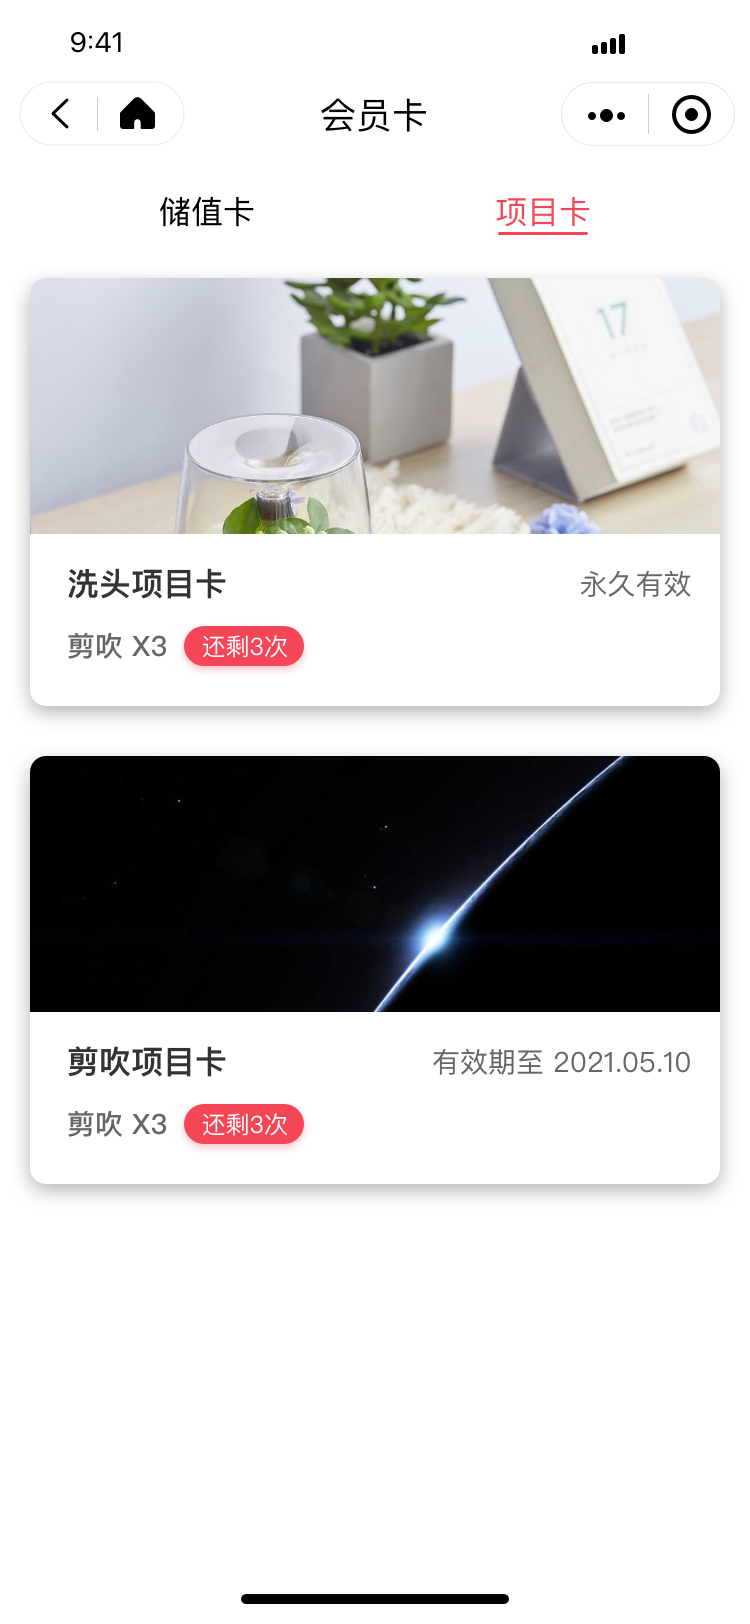 9:41
会员卡
储值卡 项目卡
17
洗头项目卡 永久有效
剪吹 X3 还剩3次
剪吹项目卡 有效期至 2021.05.10
剪吹 X3 还剩3次